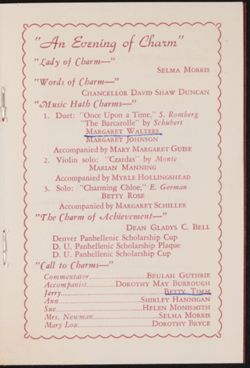 "An Evening of Charm"
"Lady of Charm—"
SELMA MORRIS
"Words of Charm—"
CHANCELLOR DAVID SHAW DUNCAN
"Music Hath Charms—"
1. Duet: "Once Upon a Time," S. Romberg
"The Barcarolle" by Schubert
MARGARET WALTERS
MARGARET JOHNSON
Accompanied by MARY MARGARET GUISE
2. Violin solo: "Czardas" by Monte
MARIAN MANNING
Accompanied by MYRLE HOLLINGSHEAD
3. Solo: "Charming Chloe," E. German
BETTY ROSE
Accompanied by MARGARET SCHILLER
"The Charm of Achievement—"
DEAN GLADYS C. BELL
Denver Panhellenic Scholarship Cup
D. U. Panhellenic Scholarship Plaque
D. U. Panhellenic Scholarship Cup
"Call to Charms—"
Commentator BEULAH GUTHRIE
Accompanist DOROTHY MAY BURROUGH
Jerry BETTY TIMM
Ann SHIRLEY HANNIGAN
Sue HELEN MONISMITH
Mrs. Newman SELMA MORRIS
Mary Lou DOROTHY BRYCE